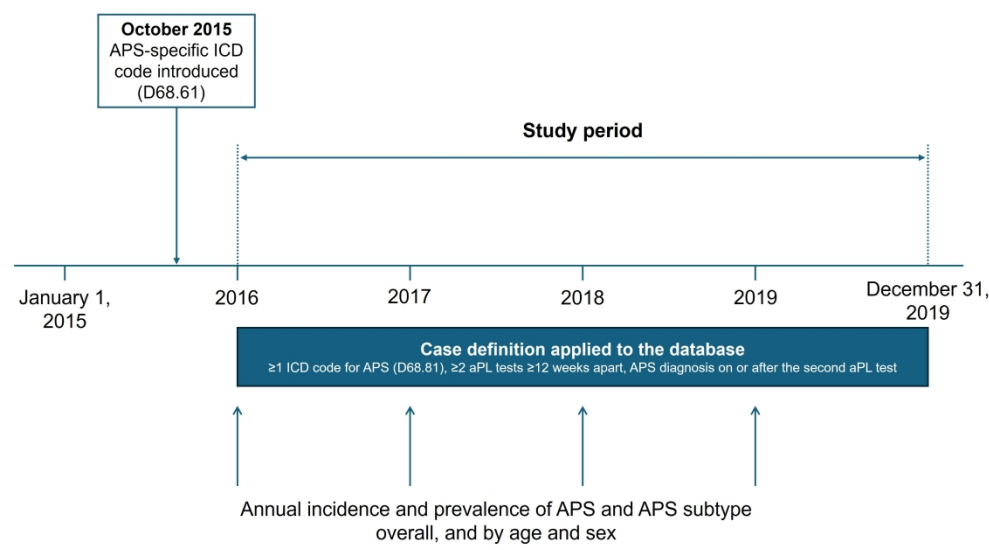 October 2015
APS-specific ICD
code introduced
(D68.61)
Study period
January 1,
2015
2016
2017
2018
2019
December 31,
2019
Case definition applied to the database
≥1 ICD code for APS (D68.81), ≥2 aPL tests ≥12 weeks apart, APS diagnosis on or after the second aPL test
Annual incidence and prevalence of APS and APS subtype
overall, and by age and sex